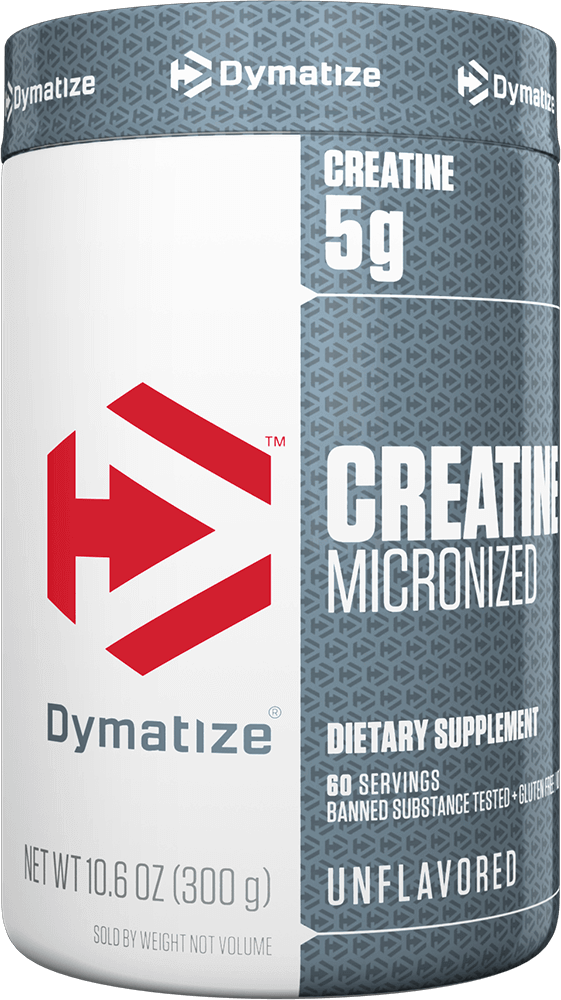 Dymatize Dymatize Dymatize
CREATINE
5g
™
CREATINE
MICRONIZED
Dymatize®
DIETARY SUPPLEMENT
60 SERVINGS
BANNED SUBSTANCE TESTED + GLUTEN FREE
NET WT 10.6 OZ (300 g)
UNFLAVORED
SOLD BY WEIGHT NOT VOLUME